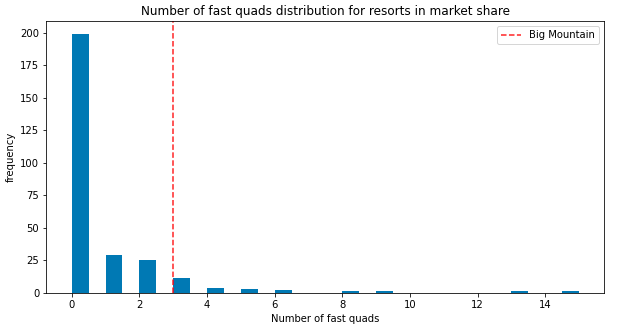 Number of fast quads distribution for resorts in market share
Big Mountain
200
175
150
125
100
75
50
25
0
frequency
0 2 4 6 8 10 12 14
Number of fast quads